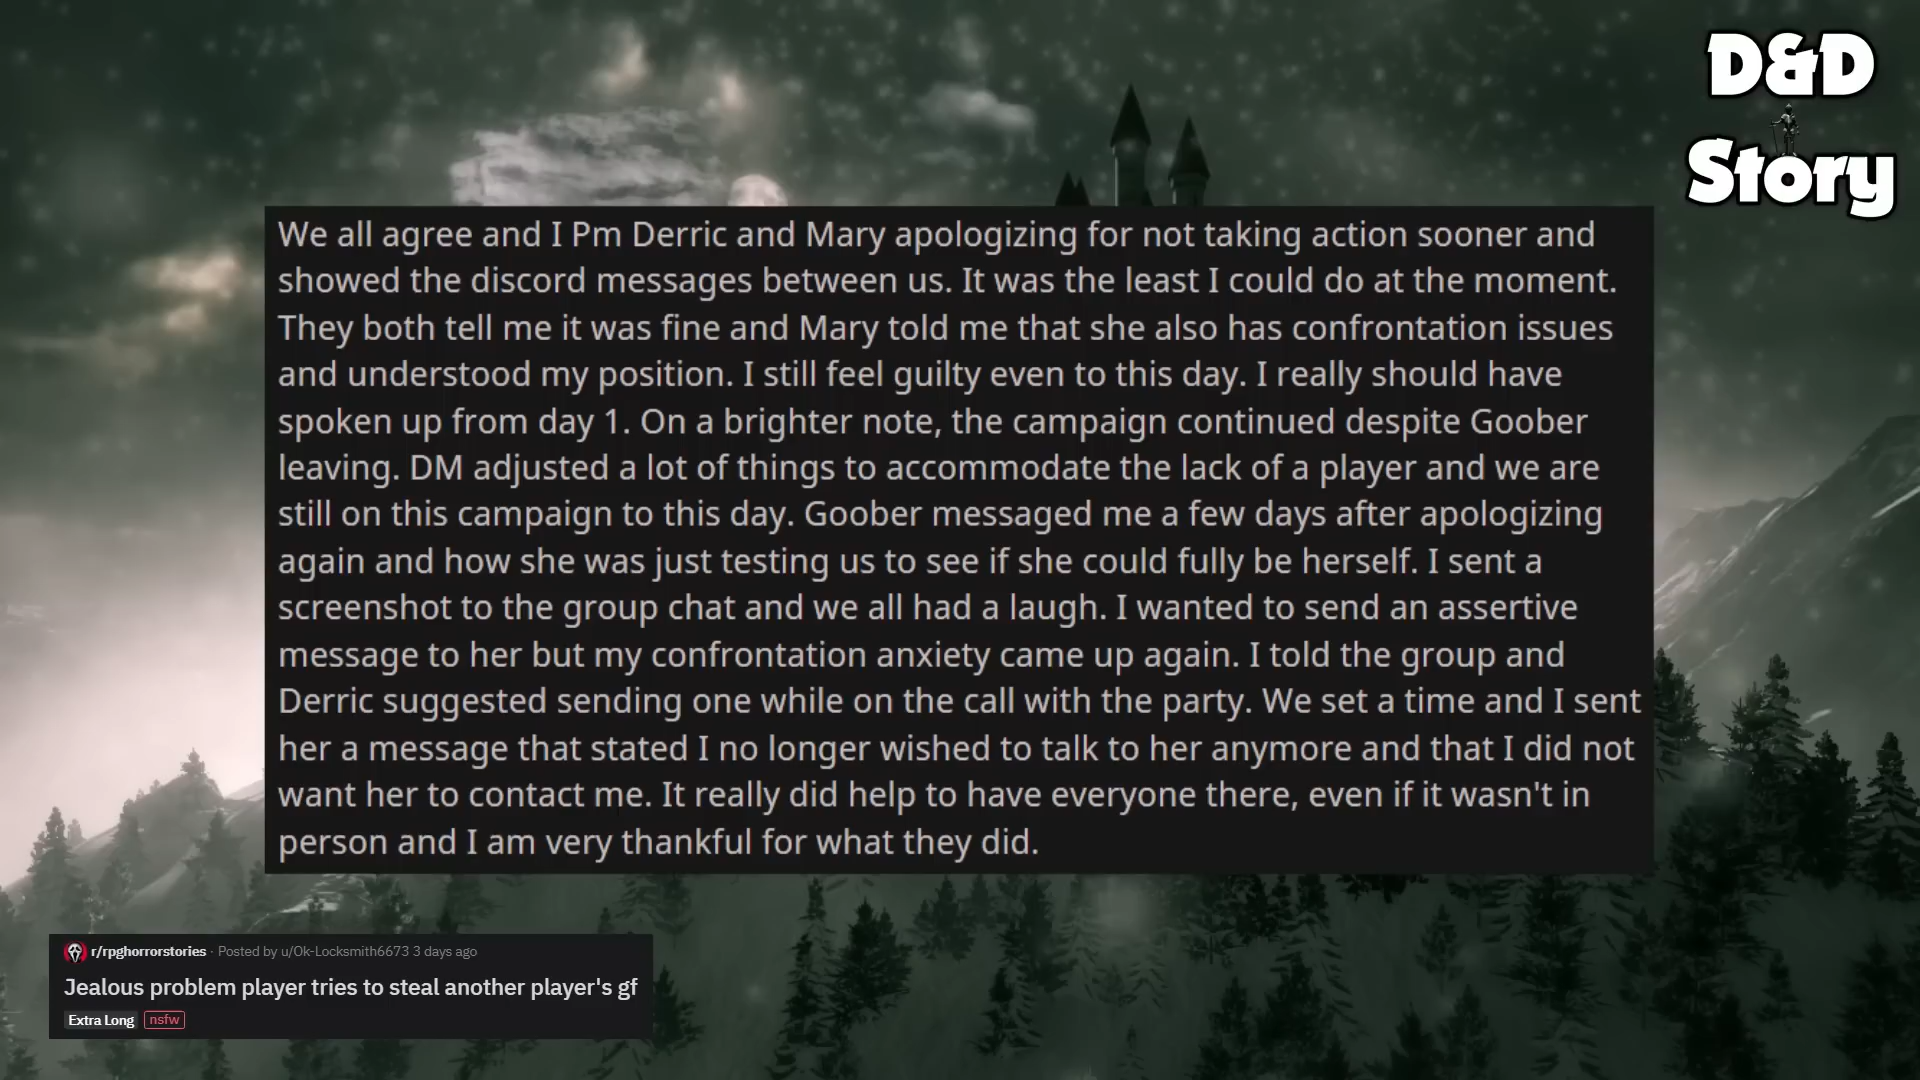 D&D
Story
We all agree and I Pm Derric and Mary apologizing for not taking action sooner and
showed the discord messages between us. It was the least I could do at the moment.
They both tell me it was fine and Mary told me that she also has confrontation issues
and understood my position. I still feel guilty even to this day. I really should have
spoken up from day 1. On a brighter note, the campaign continued despite Goober
leaving. DM adjusted a lot of things to accommodate the lack of a player and we are
still on this campaign to this day. Goober messaged me a few days after apologizing
again and how she was just testing us to see if she could fully be herself. I sent a
screenshot to the group chat and we all had a laugh. I wanted to send an assertive
message to her but my confrontation anxiety came up again. I told the group and
Derric suggested sending one while on the call with the party. We set a time and I sent
her a message that stated I no longer wished to talk to her anymore and that I did not
want her to contact me. It really did help to have everyone there, even if it wasn't in
person and I am very thankful for what they did.
r/rpghorrorstories · Posted by u/Ok-Locksmith6673 3 days ago
Jealous problem player tries to steal another player's gf
Extra Long nsfw